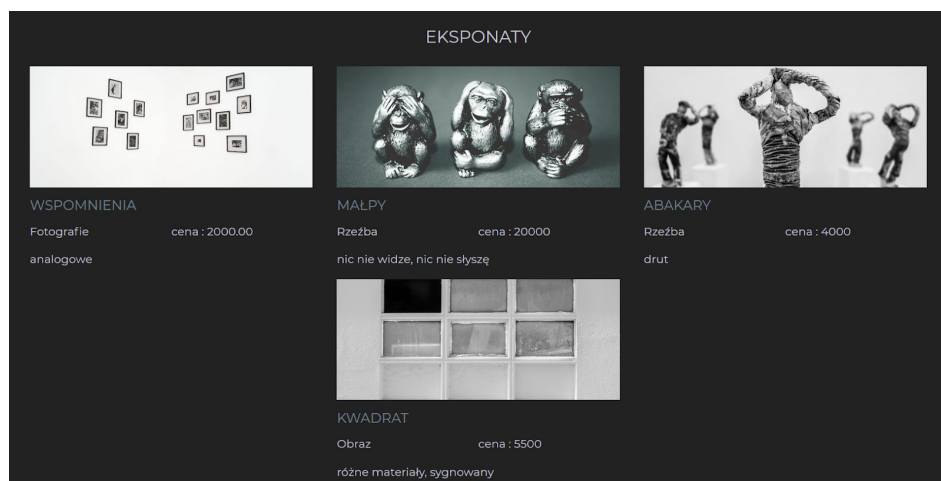 EKSPONATY
WSPOMNIENIA
Fotografie cena : 2000.00
analogowe
MAŁPY
Rzeźba cena : 20000
nic nie widze, nic nie słyszę
ABAKARY
Rzeźba cena : 4000
drut
KWADRAT
Obraz cena : 5500
różne materiały, sygnowany